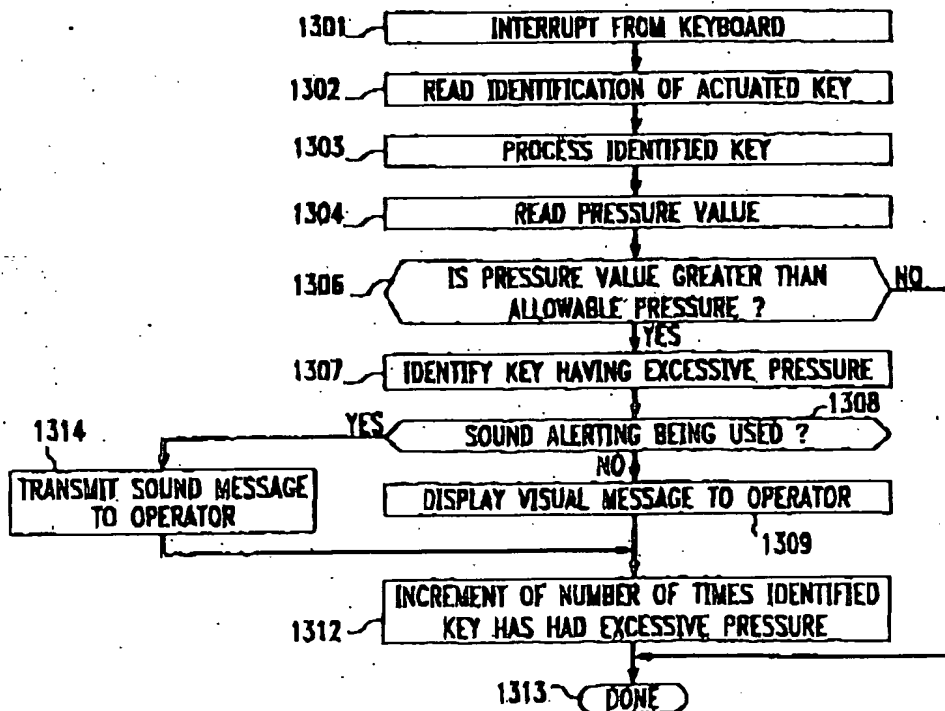 1301 INTERRUPT FROM KEYBOARD
1302 READ IDENTIFICATION OF ACTUATED KEY
1303 PROCESS IDENTIFIED KEY
1304 READ PRESSURE VALUE
1306 IS PRESSURE VALUE GREATER THAN NO
ALLOWABLE PRESSURE ?
YES
1307 IDENTIFY KEY HAVING EXCESSIVE PRESSURE
1308
YES SOUND ALERTING BEING USED ?
1314
NO
TRANSMIT SOUND MESSAGE
TO OPERATOR
DISPLAY VISUAL MESSAGE TO OPERATOR
1309
1312 INCREMENT OF NUMBER OF TIMES IDENTIFIED
KEY HAS HAD EXCESSIVE PRESSURE
1313 DONE